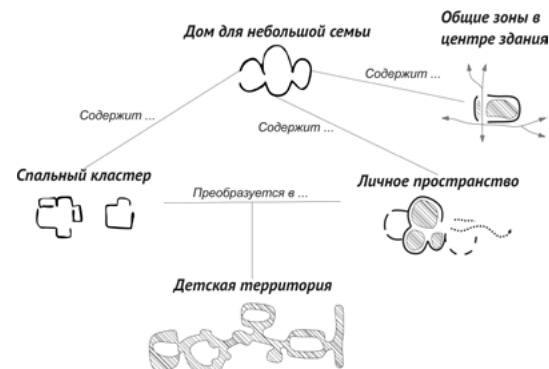 Дом для небольшой семьи
Общие зоны в
центре здания
Содержит ...
Содержит ...
Содержит ...
Спальный кластер
Преобразуется в ...
Личное пространство
Детская территория